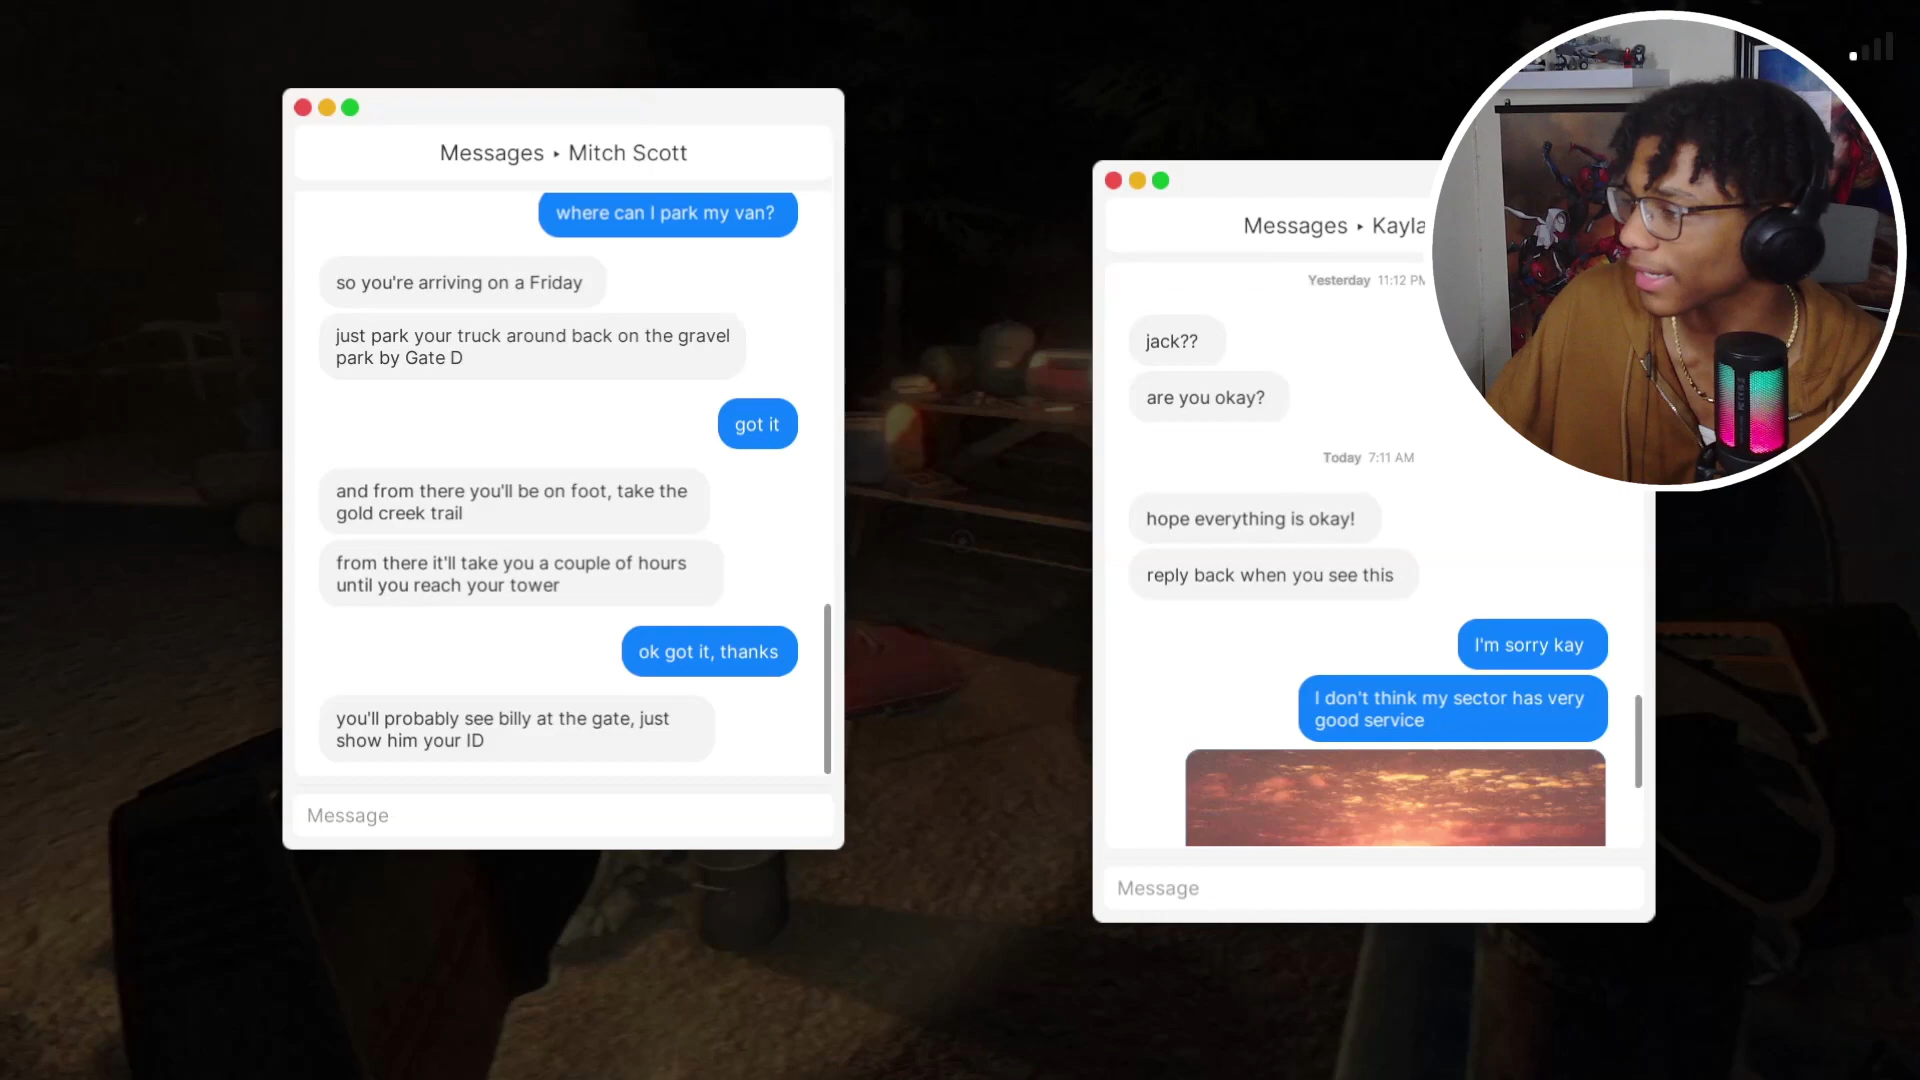 Messages ▸ Mitch Scott
where can I park my van?
so you're arriving on a Friday
just park your truck around back on the gravel
park by Gate D
got it
and from there you'll be on foot, take the
gold creek trail
from there it'll take you a couple of hours
until you reach your tower
ok got it, thanks
you'll probably see billy at the gate, just
show him your ID
Message
Messages ▸ Kayla
Yesterday 11:12 PM
jack??
are you okay?
Today 7:11 AM
hope everything is okay!
reply back when you see this
I'm sorry kay
I don't think my sector has very
good service
Message